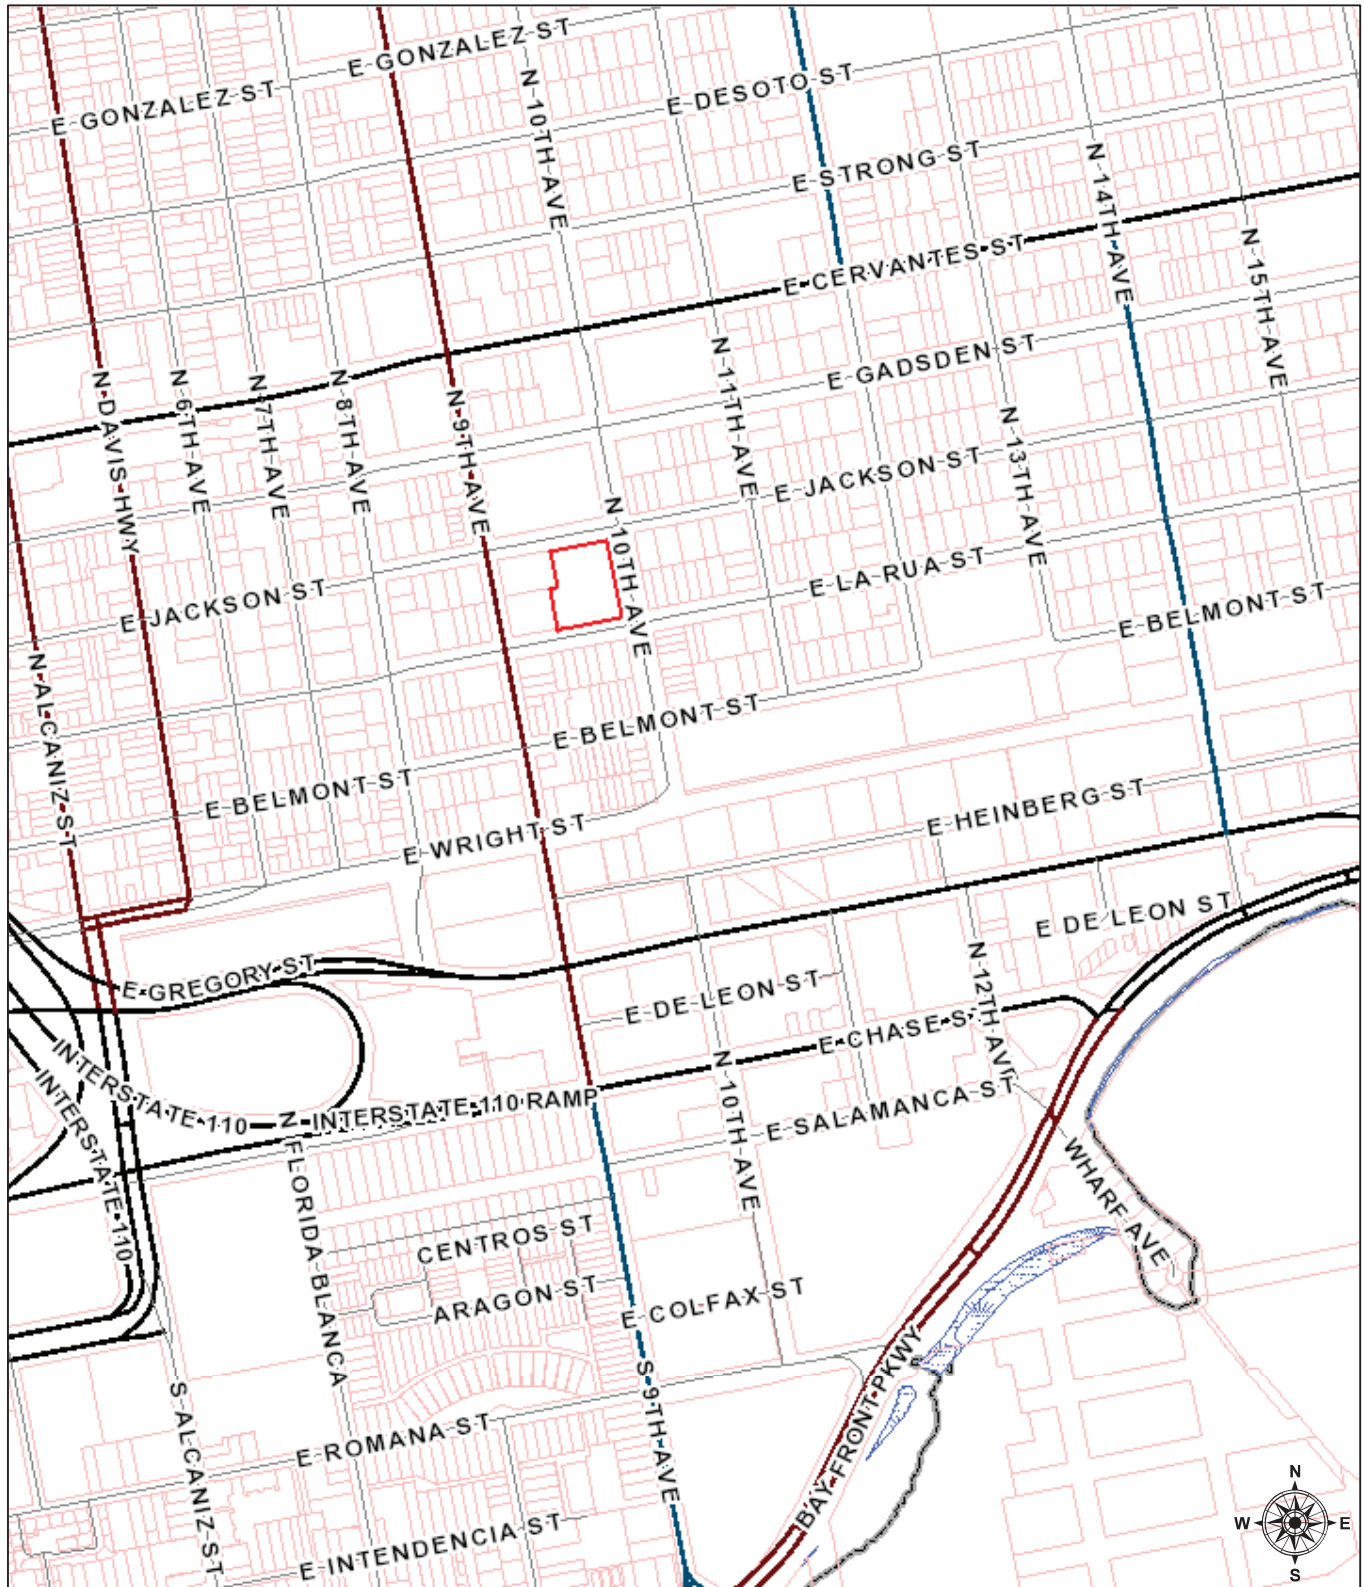 E GONZALEZ ST
E GONZALEZ ST
N 10TH AVE
E DESOTO ST
E STRONG ST
N 14TH AVE
E CERVANTES ST
N 15TH AVE
N DAVIS HWY
N 6TH AVE
N 7TH AVE
N 8TH AVE
N 9TH AVE
N 11TH AVE
E GADSDEN ST
N 13TH AVE
E JACKSON ST
N 10TH AVE
E LA RUA ST
E JACKSON ST
E BELMONT ST
N ALCANIZ ST
E BELMONT ST
E BELMONT ST
E WRIGHT ST
E HEINBERG ST
E DE LEON ST
E GREGORY ST
N 12TH AVE
E DE LEON ST
E CHASE ST
INTERSTATE 110
INTERSTATE 110
INTERSTATE 110 RAMP
N 10TH AVE
E SALAMANCA ST
N FLORIDA BLANCA
WHARF AVE
CENTROS ST
ARAGON ST
E COLFAX ST
BAY FRONT PKWY
S 9TH AVE
S ALCANIZ ST
E ROMANA ST
E INTENDENCIA ST
N
W E
S